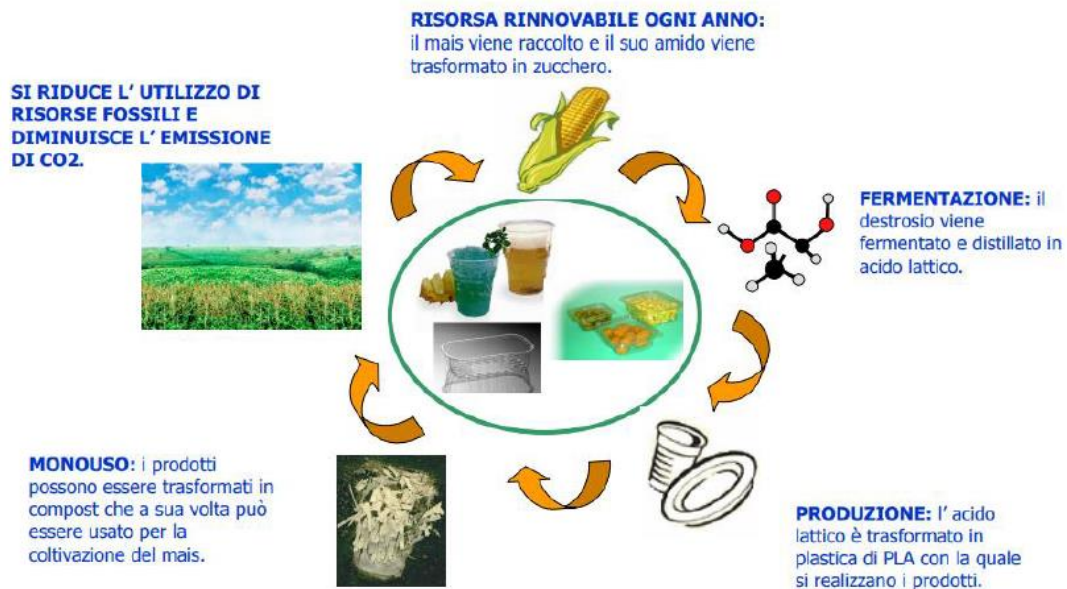 RISORSA RINNOVABILE OGNI ANNO:
il mais viene raccolto e il suo amido viene
trasformato in zucchero.
SI RIDUCE L' UTILIZZO DI
RISORSE FOSSILI E
DIMINUISCE L' EMISSIONE
DI CO2.
FERMENTAZIONE: il
destrosio viene
fermentato e distillato in
acido lattico.
MONOUSO: i prodotti
possono essere trasformati in
compost che a sua volta può
essere usato per la
coltivazione del mais.
PRODUZIONE: l' acido
lattico è trasformato in
plastica di PLA con la quale
si realizzano i prodotti.